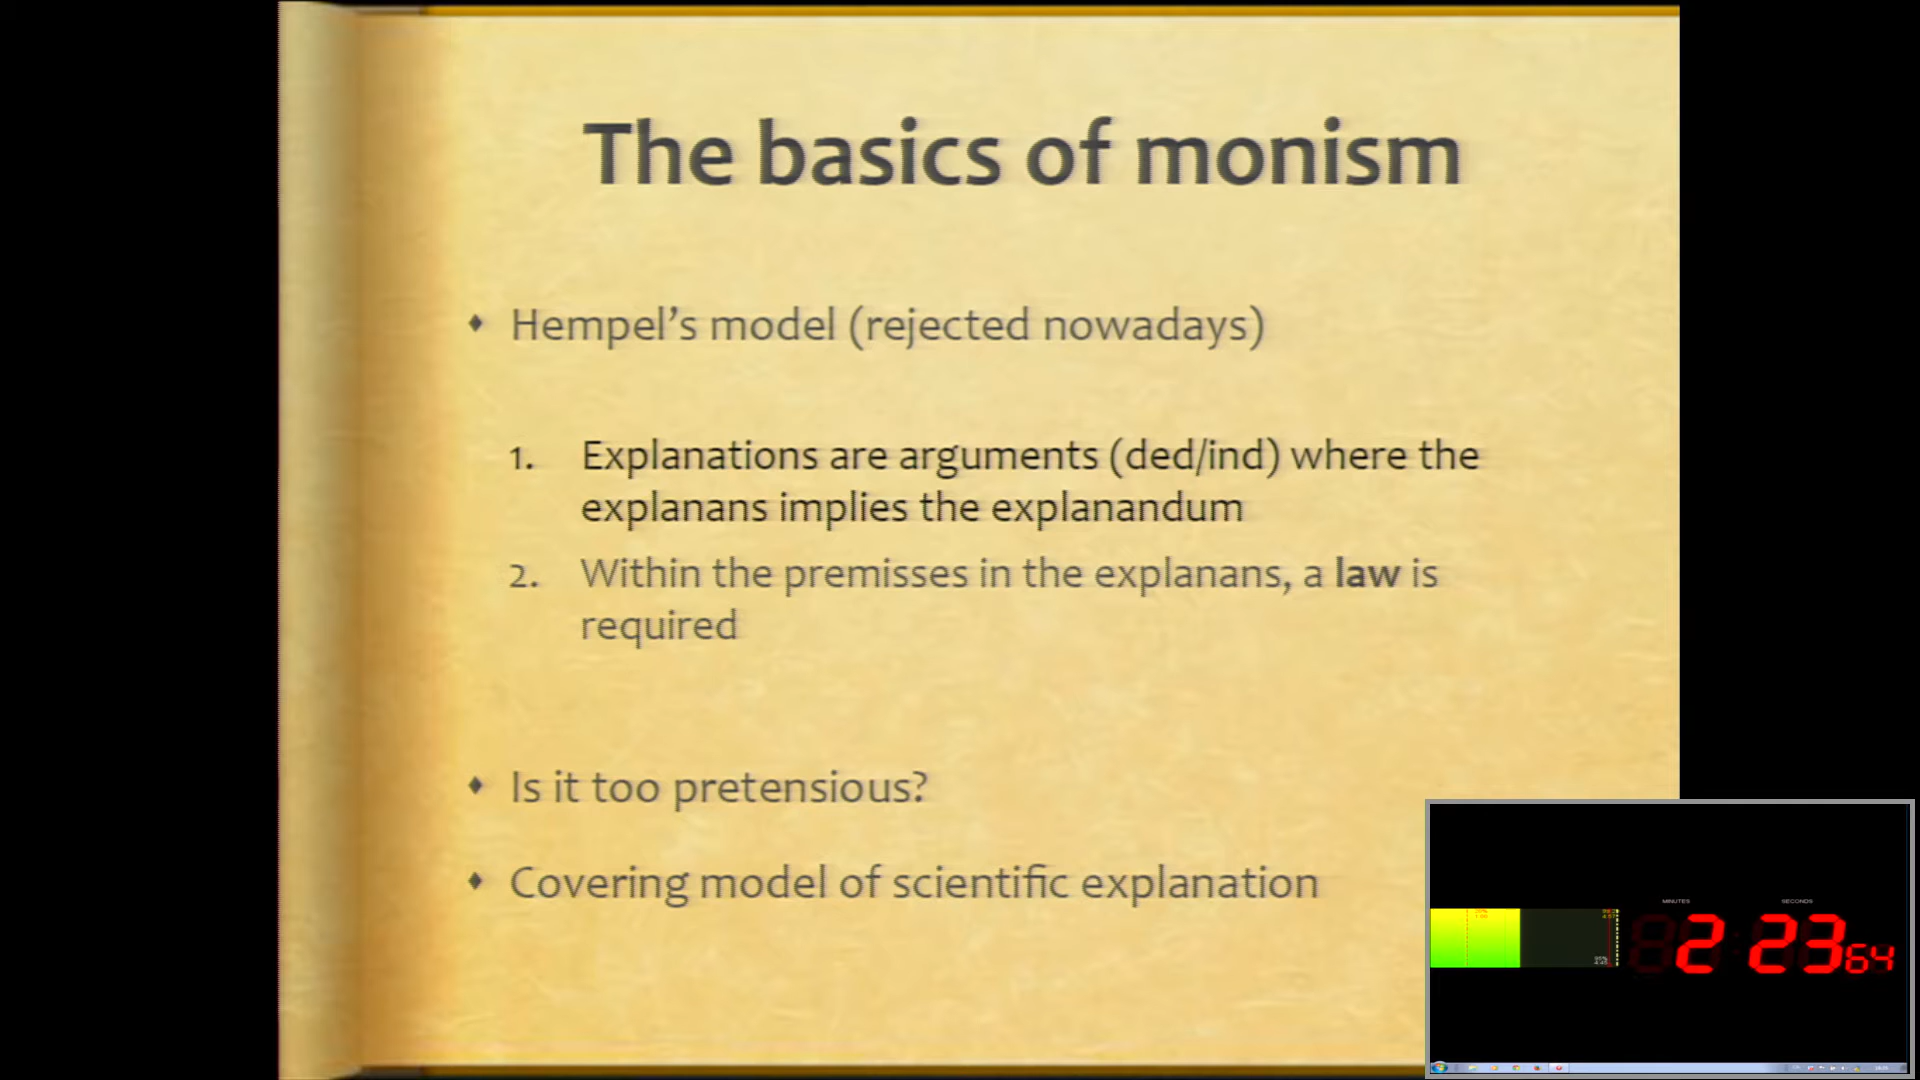 The basics of monism
Hempel's model (rejected nowadays)
1. Explanations are arguments (ded/ind) where the
explanans implies the explanandum
2. Within the premisses in the explanans, a law is
required
Is it too pretensious?
Covering model of scientific explanation
MINUTES SECONDS
2 23 64